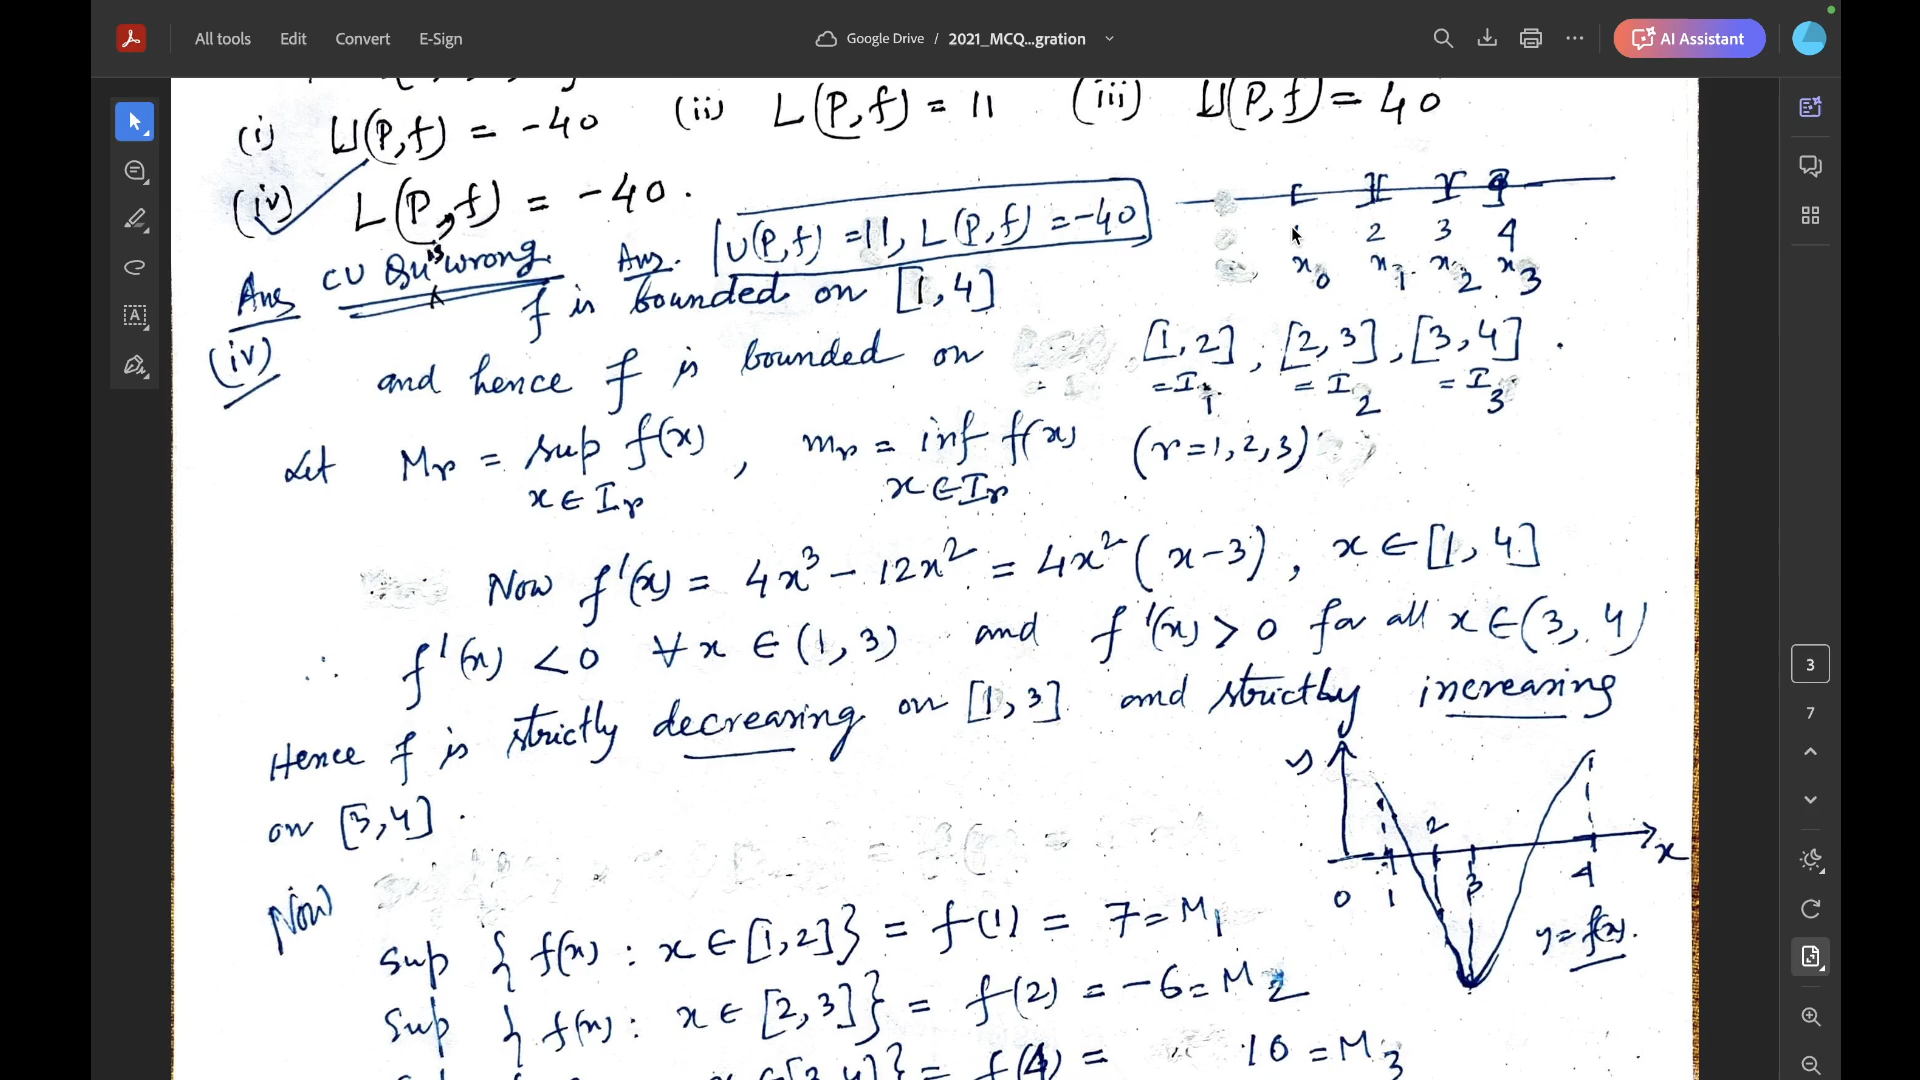 All tools Edit Convert E-Sign Google Drive / 2021_MCQ...gration AI Assistant
(i) U(P,f) = -40 (ii) L(P,f) = 11 (iii) U(P,f) = 40
(iv) L(P,f) = -40.
Ans CU Qu is wrong. Ans. U(P,f) = 11, L(P,f) = -40
1 2 3 4
x₀ x₁ x₂ x₃
(iv) f is bounded on [1,4]
and hence f is bounded on [1,2], [2,3], [3,4].
= I₁ = I₂ = I₃
Let Mr = sup f(x), mr = inf f(x) (r=1,2,3)
x ∈ Ir x ∈ Ir
Now f'(x) = 4x³ - 12x² = 4x²(x-3), x ∈ [1,4]
∴ f'(x) < 0 ∀ x ∈ (1,3) and f'(x) > 0 for all x ∈ (3,4)
Hence f is strictly decreasing on [1,3] and strictly increasing
on [3,4].
y
2
x
0 1 3 4
y = f(x).
Now
Sup { f(x) : x ∈ [1,2]} = f(1) = 7 = M₁
Sup { f(x) : x ∈ [2,3]} = f(2) = -6 = M₂
x ∈ [3,4]} = f(4) = 10 = M₃
3
7